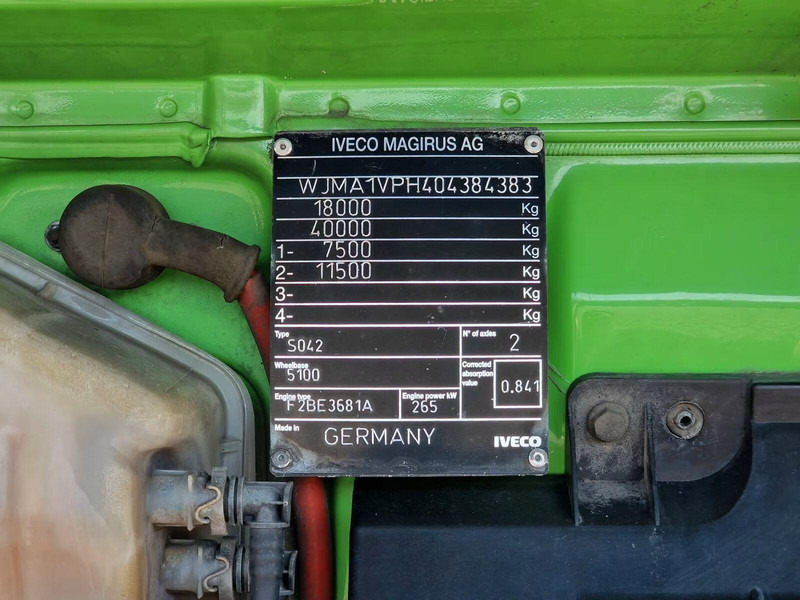 IVECO MAGIRUS AG
WJMA1VPH404384383
18000 Kg
40000 Kg
1- 7500 Kg
2- 11500 Kg
3- Kg
4- Kg
Type S042
N° of axles 2
Wheelbase 5100
Corrected absorption value 0.841
Engine type F2BE3681A
Engine power kW 265
Made in GERMANY
IVECO